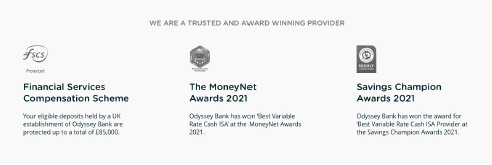 WE ARE A TRUSTED AND AWARD WINNING PROVIDER
FSCS
Protected
Financial Services
Compensation Scheme
Your eligible deposits held by a UK
establishment of Odyssey Bank are
protected up to a total of £85,000.
The MoneyNet
Awards 2021
Odyssey Bank has won 'Best Variable
Rate Cash ISA' at the MoneyNet Awards
2021.
Savings Champion
Awards 2021
Odyssey Bank has won the award for
'Best Variable Rate Cash ISA Provider at
the Savings Champion Awards 2021.